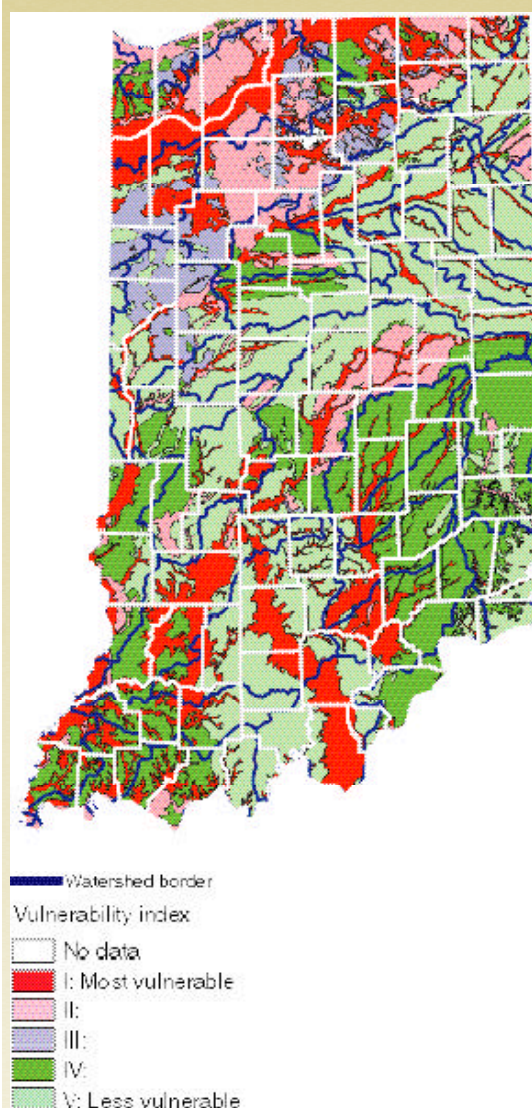 Watershed border
Vulnerability index
No data
I: Most vulnerable
II:
III:
IV:
V: Less vulnerable